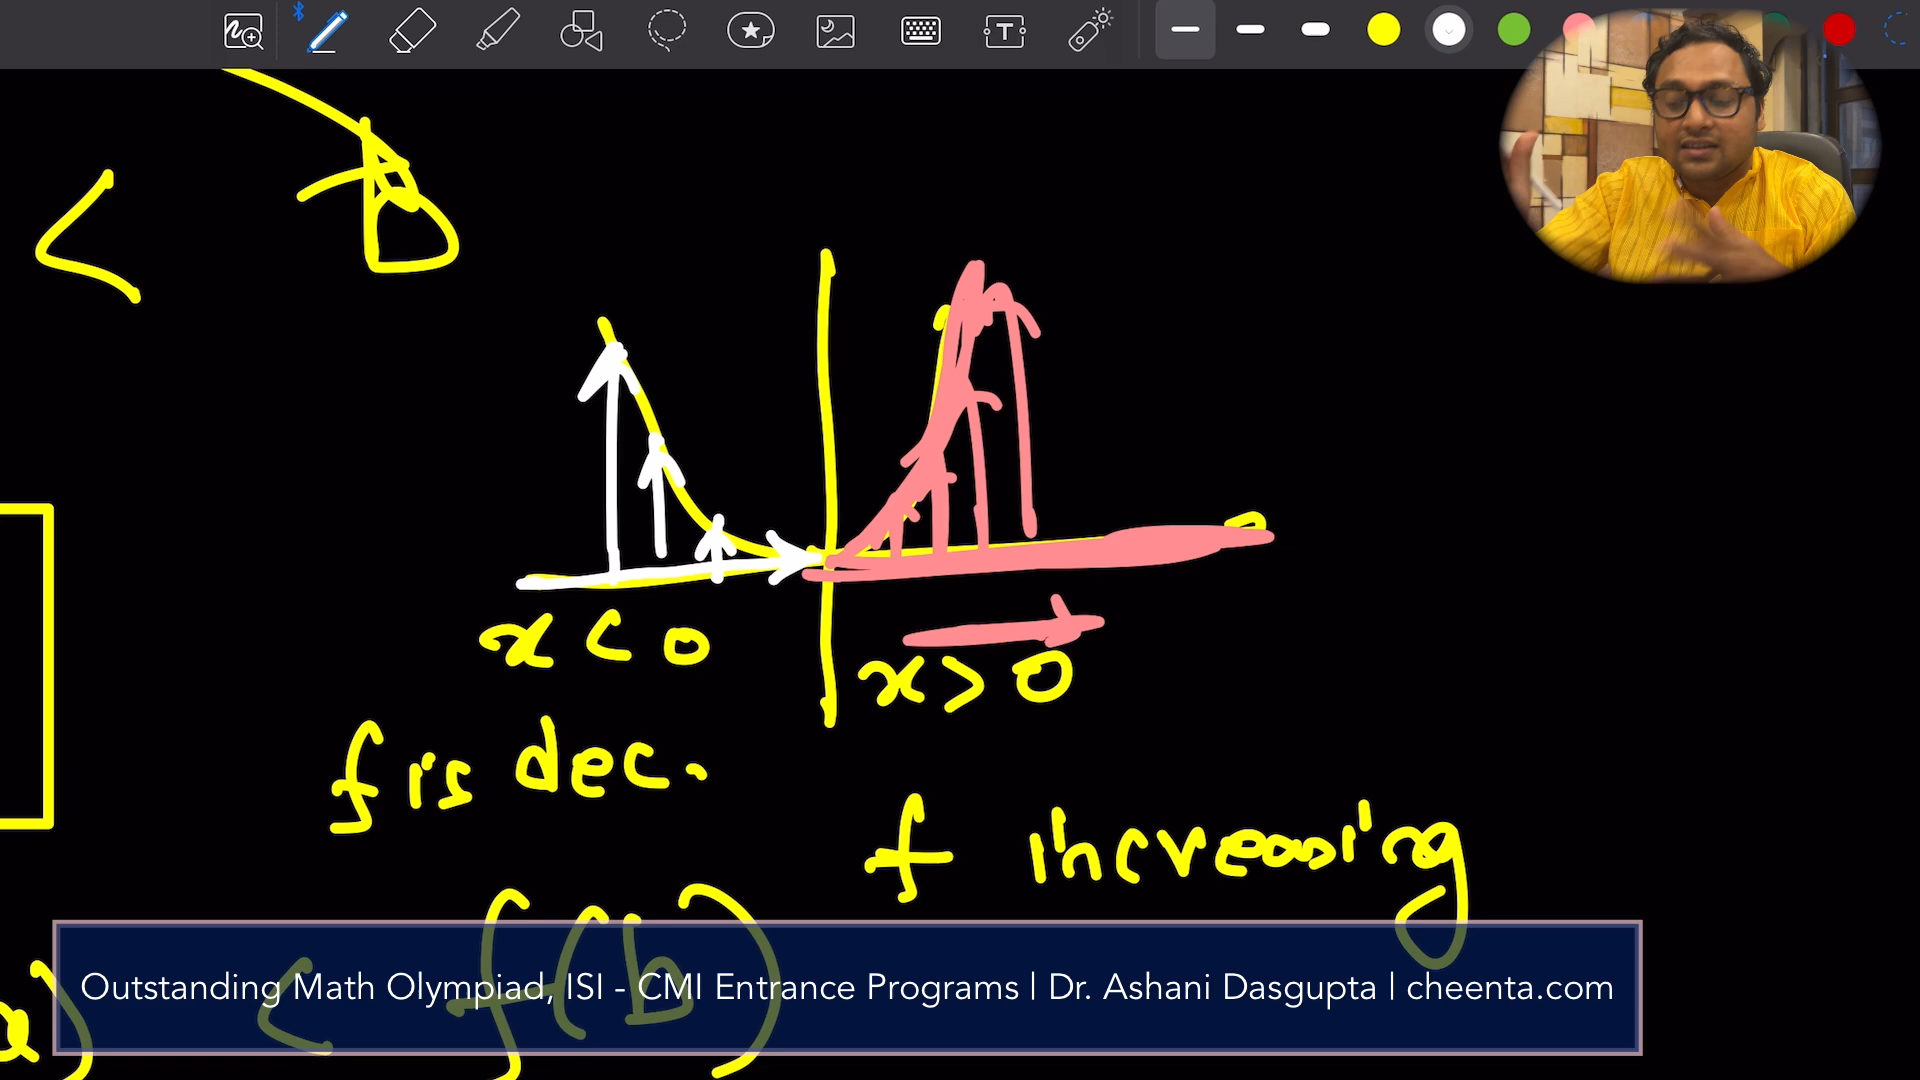 < b
x < 0
x > 0
f is dec.
f increasing
x) < f(b)
Outstanding Math Olympiad, ISI - CMI Entrance Programs | Dr. Ashani Dasgupta | cheenta.com